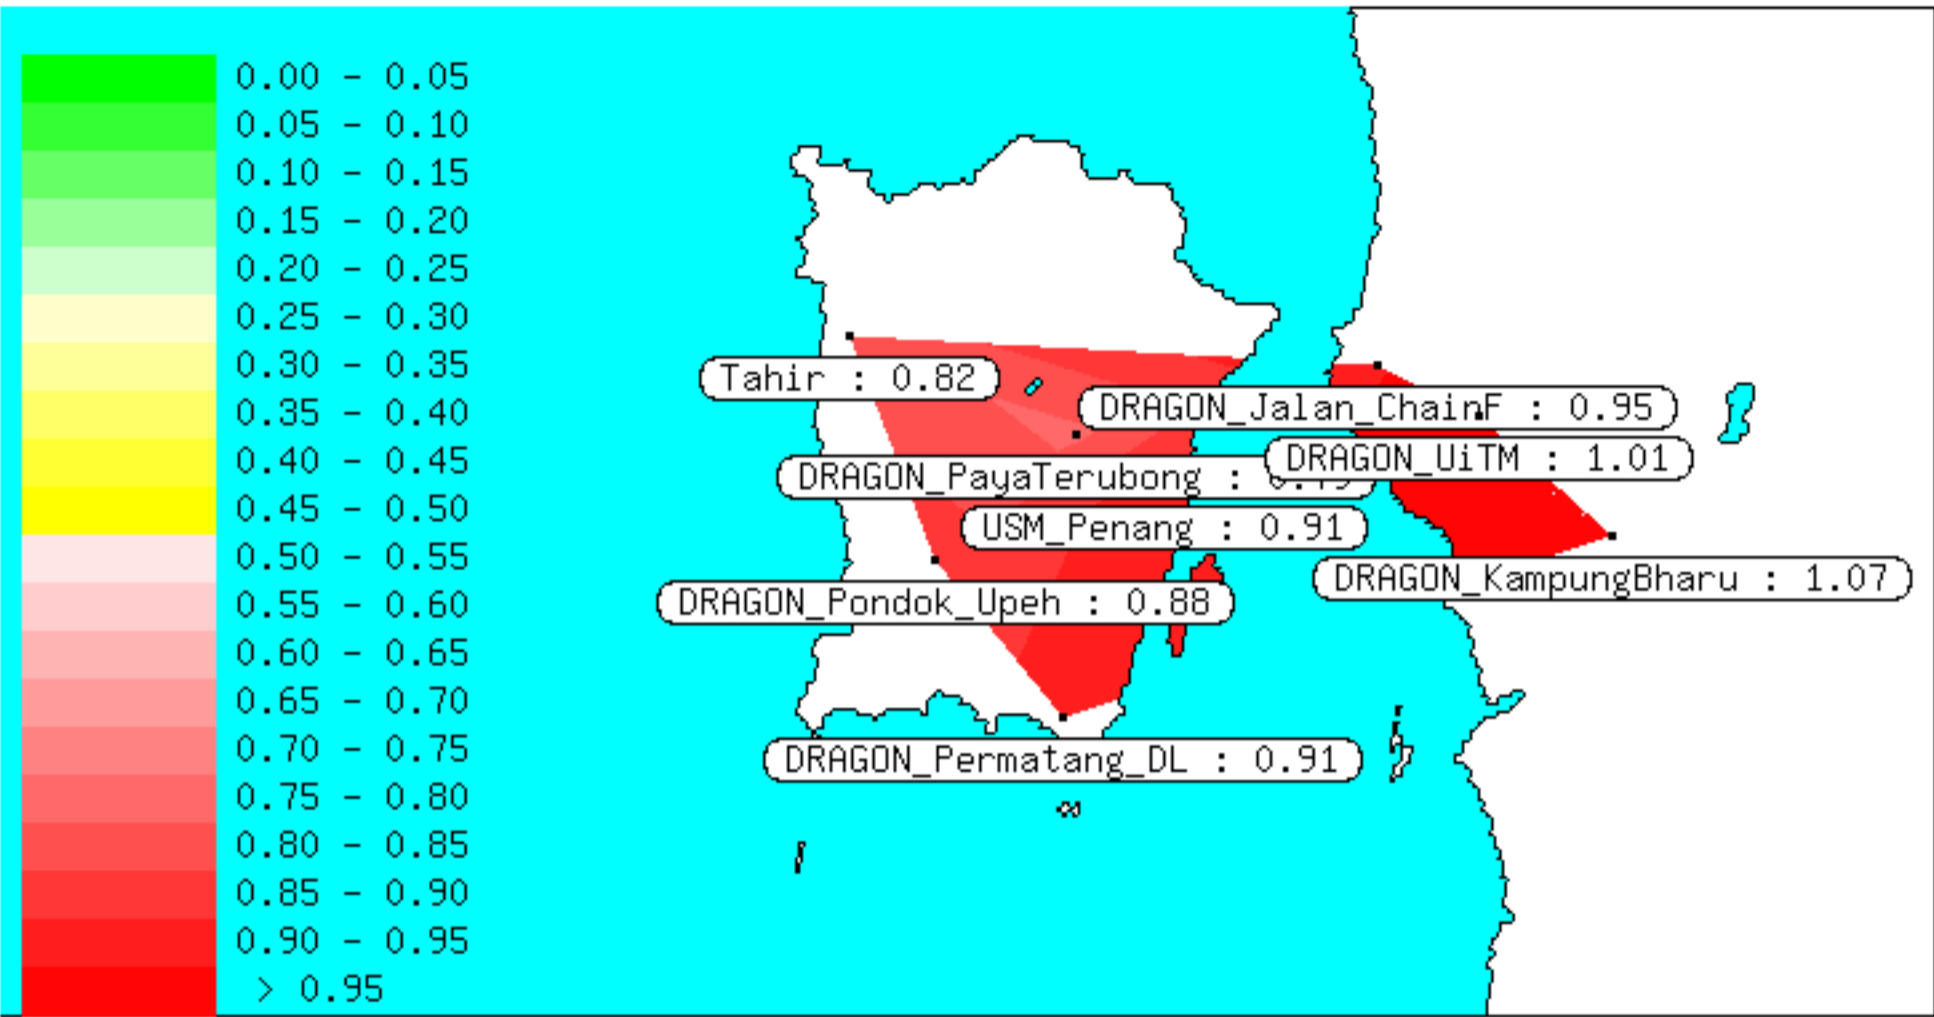 0.00 - 0.05
0.05 - 0.10
0.10 - 0.15
0.15 - 0.20
0.20 - 0.25
0.25 - 0.30
0.30 - 0.35
0.35 - 0.40
0.40 - 0.45
0.45 - 0.50
0.50 - 0.55
0.55 - 0.60
0.60 - 0.65
0.65 - 0.70
0.70 - 0.75
0.75 - 0.80
0.80 - 0.85
0.85 - 0.90
0.90 - 0.95
> 0.95
Tahir : 0.82
DRAGON_Jalan_ChainF : 0.95
DRAGON_UiTM : 1.01
DRAGON_PayaTerubong :
USM_Penang : 0.91
DRAGON_KampungBharu : 1.07
DRAGON_Pondok_Upeh : 0.88
DRAGON_Permatang_DL : 0.91